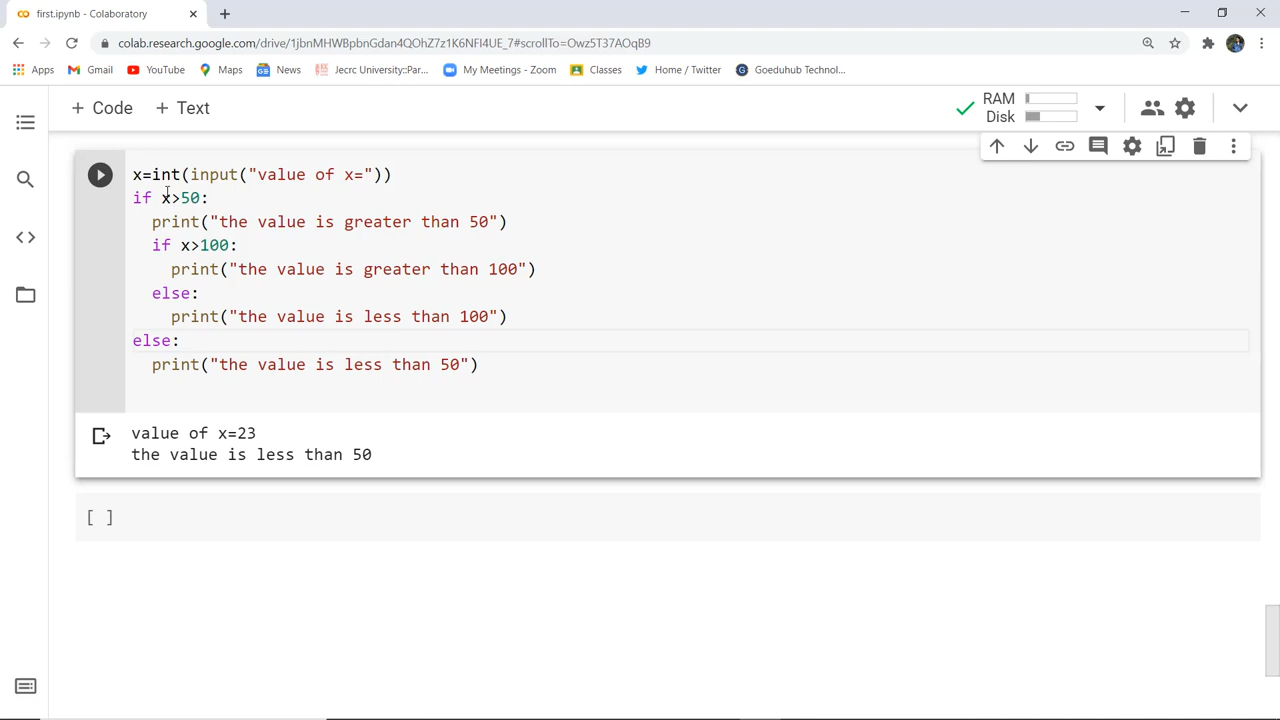 first.ipynb - Colaboratory
colab.research.google.com/drive/1jbnMHWBpbnGdan4QOhZ7z1K6NFI4UE_7#scrollTo=Owz5T37AOqB9
Apps Gmail YouTube Maps News Jecrc University::Par... My Meetings - Zoom Classes Home / Twitter Goeduhub Technol...
+ Code + Text
RAM
Disk
x=int(input("value of x="))
if x>50:
  print("the value is greater than 50")
  if x>100:
    print("the value is greater than 100")
  else:
    print("the value is less than 100")
else:
  print("the value is less than 50")
value of x=23
the value is less than 50
[ ]